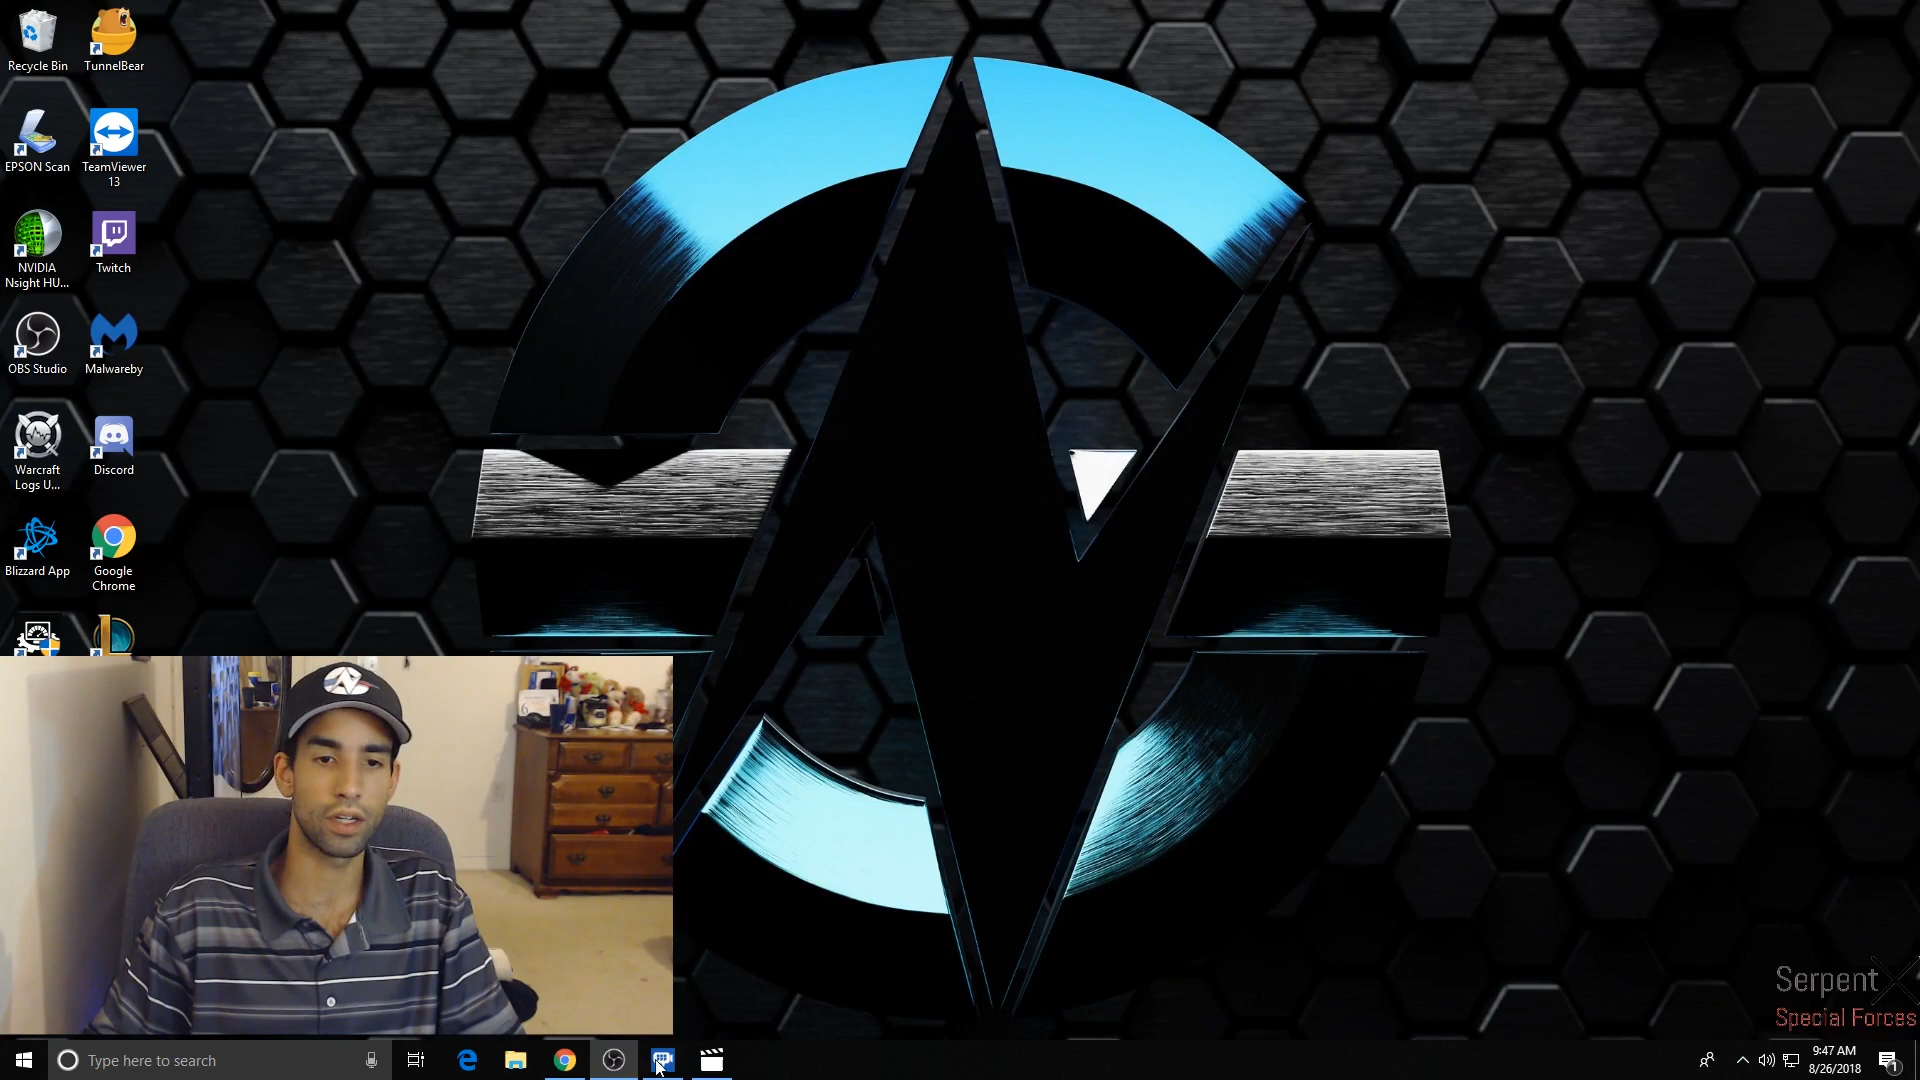 Recycle Bin
TunnelBear
EPSON Scan
TeamViewer
13
NVIDIA
Nsight HU...
Twitch
OBS Studio
Malwareby
Warcraft
Logs U...
Discord
Blizzard App
Google
Chrome
Serpent
Special Forces
Type here to search
9:47 AM
8/26/2018
1